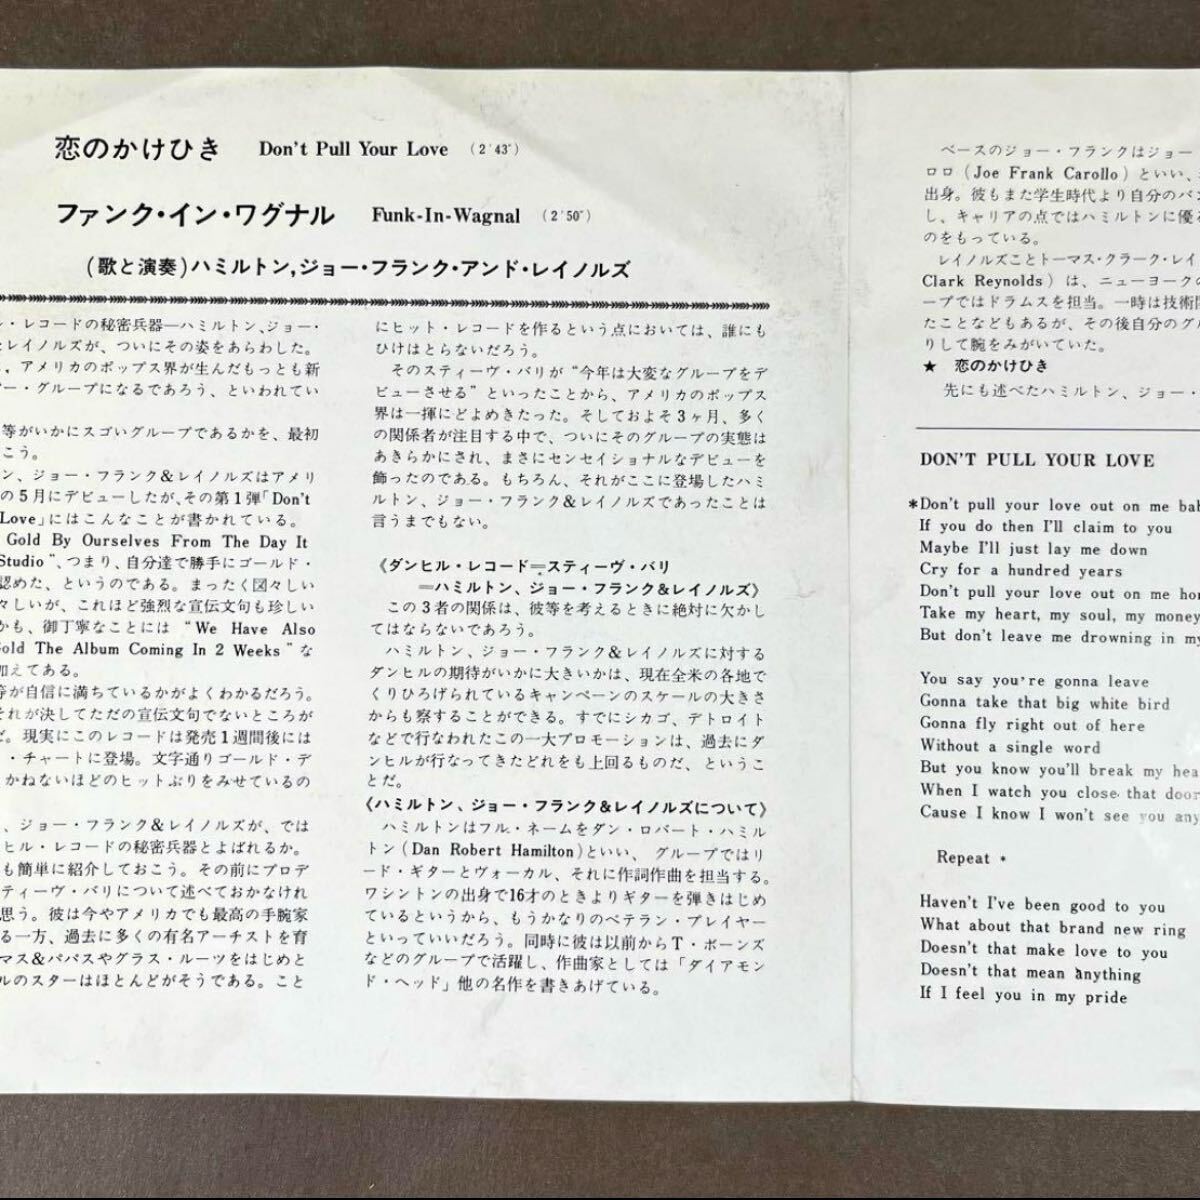 恋のかけひき Don't Pull Your Love (2'43")
ファンク・イン・ワグナル Funk-In-Wagnal (2'50")
(歌と演奏)ハミルトン,ジョー・フランク・アンド・レイノルズ
ル・レコードの秘密兵器—ハミルトン、ジョー・
とレイノルズが、ついにその姿をあらわした。
、アメリカのポップス界が生んだもっとも新
ー・グループになるであろう、といわれてい
等がいかにスゴいグループであるかを、最初
こう。
ン、ジョー・フランク&レイノルズはアメリ
の5月にデビューしたが、その第1弾「Don't
Love」にはこんなことが書かれている。
Gold By Ourselves From The Day It
Studio"、つまり、自分達で勝手にゴールド・
認めた、というのである。まったく図々しい
々しいが、これほど強烈な宣伝文句も珍しい
かも、御丁寧なことには "We Have Also
Gold The Album Coming In 2 Weeks" な
加えてある。
等が自信に満ちているかがよくわかるだろう。
それが決してただの宣伝文句でないところが
だ。現実にこのレコードは発売1週間後には
・チャートに登場。文字通りゴールド・デ
かねないほどのヒットぶりをみせているの
、ジョー・フランク&レイノルズが、では
ヒル・レコードの秘密兵器とよばれるか。
も簡単に紹介しておこう。その前にプロデ
ティーヴ・バリについて述べておかなけれ
思う。彼は今やアメリカでも最高の手腕家
る一方、過去に多くの有名アーチストを育
マス&パパスやグラス・ルーツをはじめと
ルのスターはほとんどがそうである。こと
にヒット・レコードを作るという点においては、誰にも
ひけはとらないだろう。
そのスティーヴ・バリが "今年は大変なグループをデ
ビューさせる" といったことから、アメリカのポップス
界は一揮にどよめきたった。そしておよそ3ヶ月、多く
の関係者が注目する中で、ついにそのグループの実態は
あきらかにされ、まさにセンセイショナルなデビューを
飾ったのである。もちろん、それがここに登場したハミ
ルトン、ジョー・フランク&レイノルズであったことは
言うまでもない。
《ダンヒル・レコード=スティーヴ・バリ
=ハミルトン、ジョー・フランク&レイノルズ》
この3者の関係は、彼等を考えるときに絶対に欠かし
てはならないであろう。
ハミルトン、ジョー・フランク&レイノルズに対する
ダンヒルの期待がいかに大きいかは、現在全米の各地で
くりひろげられているキャンペーンのスケールの大きさ
からも察することができる。すでにシカゴ、デトロイト
などで行なわれたこの一大プロモーションは、過去にダ
ンヒルが行なってきたどれをも上回るものだ、というこ
とだ。
《ハミルトン、ジョー・フランク&レイノルズについて》
ハミルトンはフル・ネームをダン・ロバート・ハミル
トン(Dan Robert Hamilton)といい、グループではリ
ード・ギターとヴォーカル、それに作詞作曲を担当する。
ワシントンの出身で16才のときよりギターを弾きはじめ
ているというから、もうかなりのベテラン・プレイヤー
といっていいだろう。同時に彼は以前からT・ボーンズ
などのグループで活躍し、作曲家としては「ダイアモン
ド・ヘッド」他の名作を書きあげている。
ベースのジョー・フランクはジョー・
ロロ(Joe Frank Carollo)といい、
出身。彼もまた学生時代より自分のバン
し、キャリアの点ではハミルトンに優る
のをもっている。
レイノルズことトーマス・クラーク・レイ
Clark Reynolds)は、ニューヨークの
ープではドラムスを担当。一時は技術関
たことなどもあるが、その後自分のグル
りして腕をみがいていた。
★ 恋のかけひき
先にも述べたハミルトン、ジョー・
DON'T PULL YOUR LOVE
*Don't pull your love out on me bab
If you do then I'll claim to you
Maybe I'll just lay me down
Cry for a hundred years
Don't pull your love out on me hon
Take my heart, my soul, my money
But don't leave me drowning in my
You say you're gonna leave
Gonna take that big white bird
Gonna fly right out of here
Without a single word
But you know you'll break my hea
When I watch you close that door
Cause I know I won't see you any
Repeat *
Haven't I've been good to you
What about that brand new ring
Doesn't that make love to you
Doesn't that mean anything
If I feel you in my pride